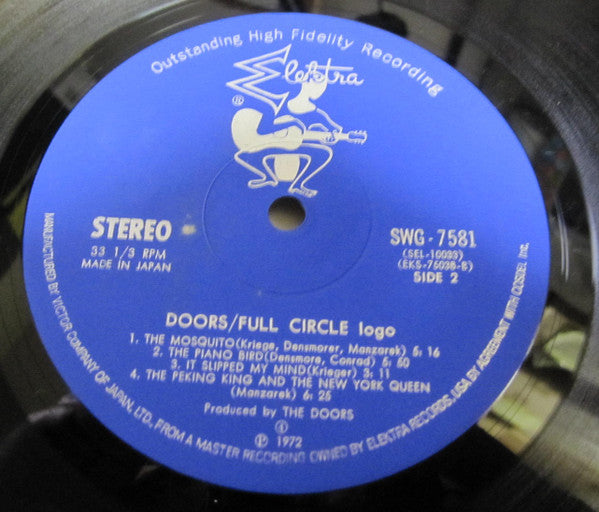 Outstanding High Fidelity Recording
Elektra
®
STEREO
33 1/3 RPM
MADE IN JAPAN
SWG-7581
(SEL-10033)
(EKS-75038-B)
SIDE 2
DOORS/FULL CIRCLE logo
1. THE MOSQUITO(Kriege, Densmorer, Manzarek) 5:16
2. THE PIANO BIRD(Densmore, Conrad) 5:50
3. IT SLIPPED MY MIND(Krieger) 3:11
4. THE PEKING KING AND THE NEW YORK QUEEN
(Manzarek) 6:25
Produced by THE DOORS
℗ 1972
MANUFACTURED BY VICTOR COMPANY OF JAPAN, LTD., FROM A MASTER RECORDING OWNED BY ELEKTRA RECORDS, USA BY AGREEMENT WITH COSDEL Inc.